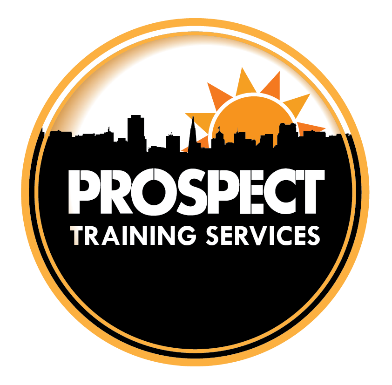 PROSPECT
TRAINING SERVICES